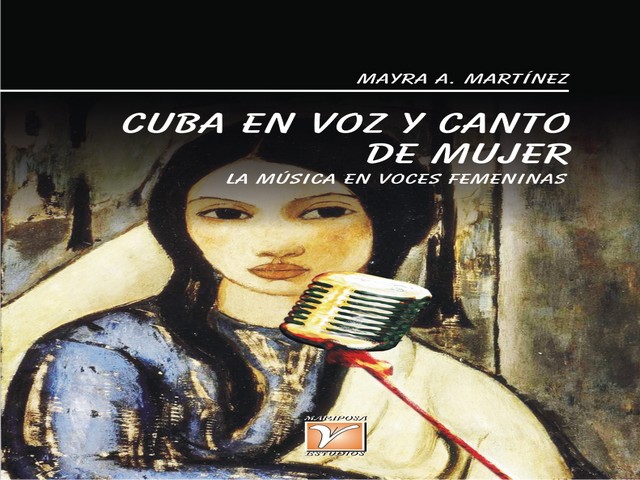 MAYRA A. MARTÍNEZ
CUBA EN VOZ Y CANTO
DE MUJER
LA MÚSICA EN VOCES FEMENINAS
MARIPOSA
ESTUDIOS